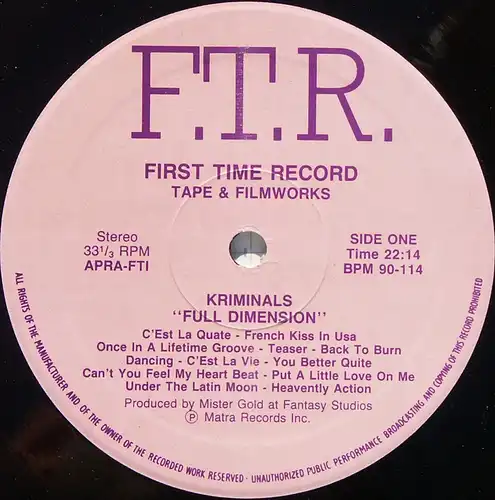 F.T.R.
FIRST TIME RECORD
TAPE & FILMWORKS
Stereo
33 1/3 RPM
APRA-FTI
SIDE ONE
Time 22:14
BPM 90-114
KRIMINALS
"FULL DIMENSION"
C'Est La Quate - French Kiss In Usa
Once In A Lifetime Groove - Teaser - Back To Burn
Dancing - C'Est La Vie - You Better Quite
Can't You Feel My Heart Beat - Put A Little Love On Me
Under The Latin Moon - Heavently Action
Produced by Mister Gold at Fantasy Studios
Ⓟ Matra Records Inc.
ALL RIGHTS OF THE MANUFACTURER AND OF THE OWNER OF THE RECORDED WORK RESERVED · UNAUTHORIZED PUBLIC PERFORMANCE BROADCASTING AND COPYING OF THIS RECORD PROHIBITED